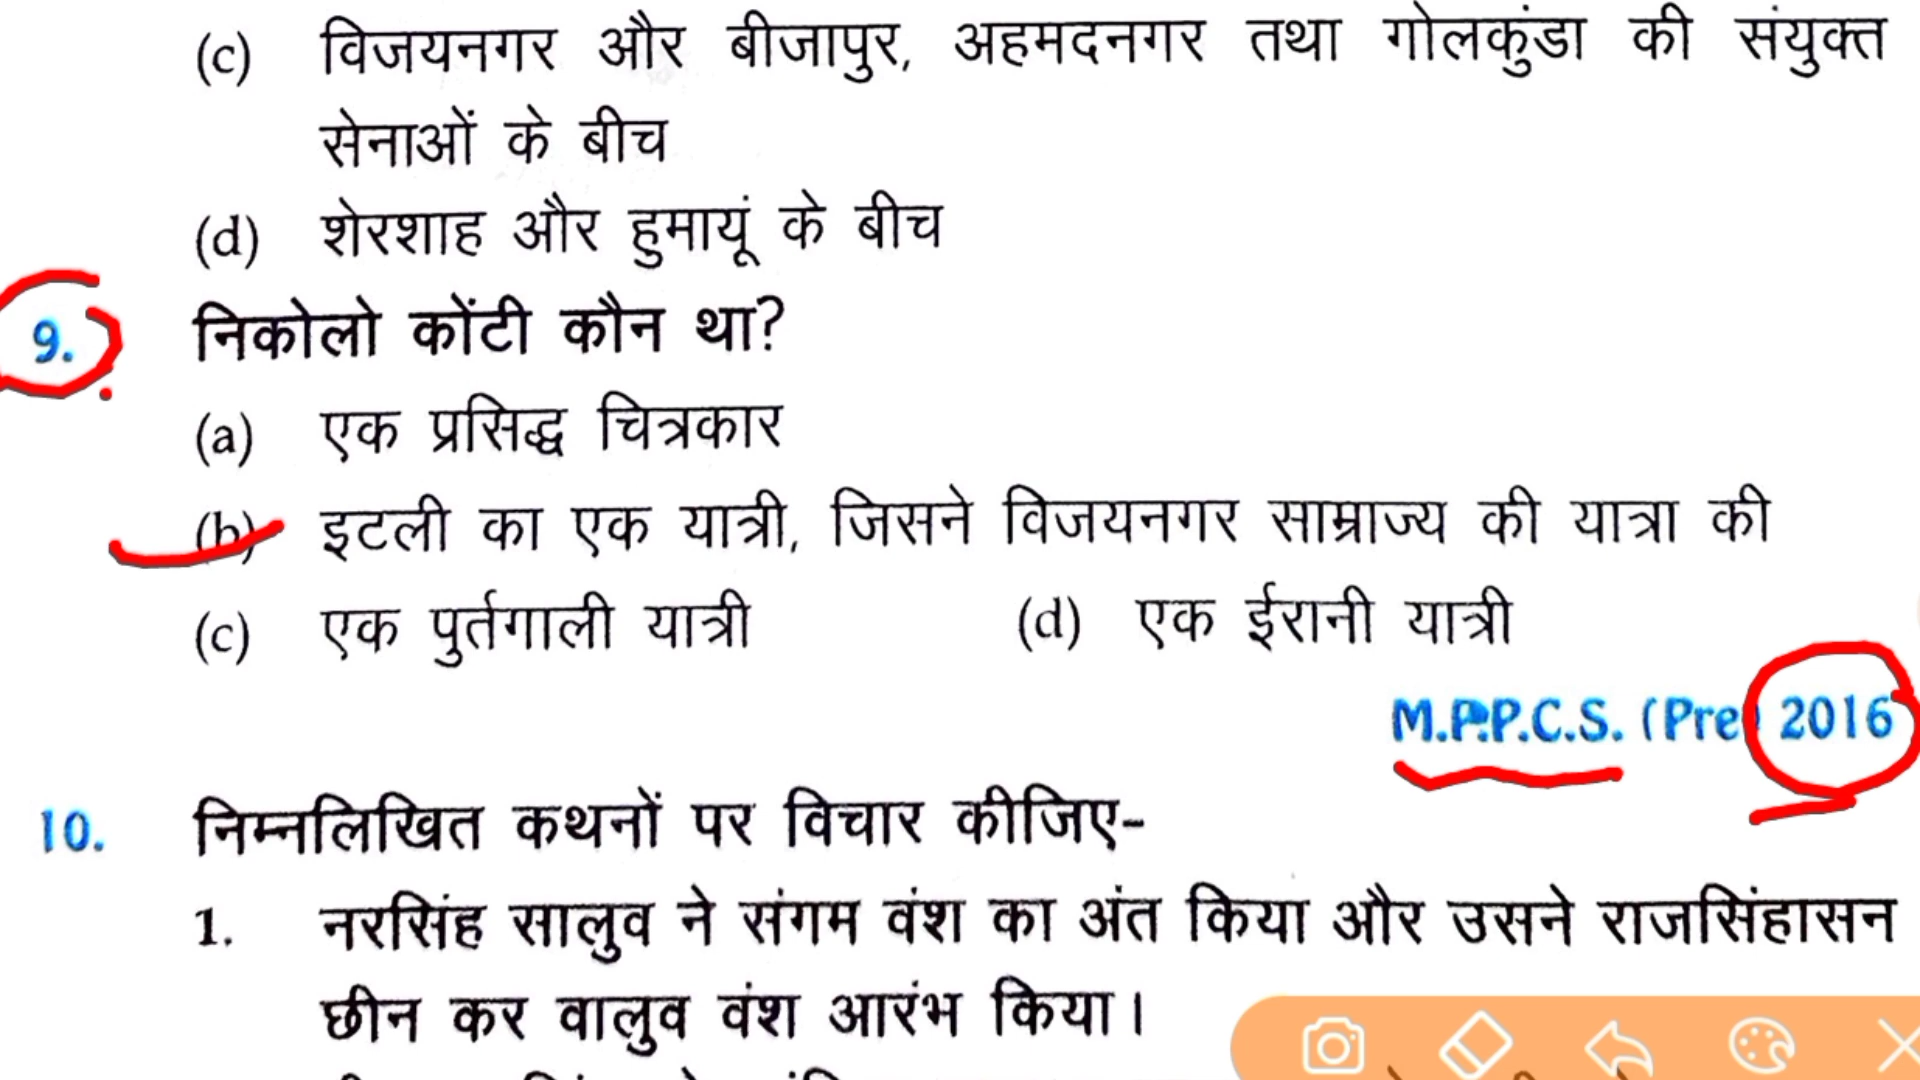 (c) विजयनगर और बीजापुर, अहमदनगर तथा गोलकुंडा की संयुक्त
सेनाओं के बीच
(d) शेरशाह और हुमायूं के बीच
9. निकोलो कोंटी कौन था?
(a) एक प्रसिद्ध चित्रकार
(b) इटली का एक यात्री, जिसने विजयनगर साम्राज्य की यात्रा की
(c) एक पुर्तगाली यात्री (d) एक ईरानी यात्री
M.P.P.C.S. (Pre) 2016
10. निम्नलिखित कथनों पर विचार कीजिए-
1. नरसिंह सालुव ने संगम वंश का अंत किया और उसने राजसिंहासन
छीन कर वालुव वंश आरंभ किया।